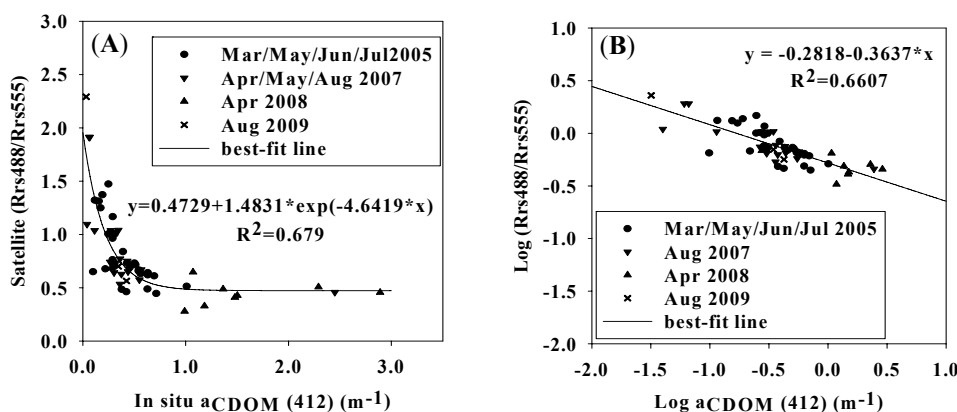 (A)
Mar/May/Jun/Jul2005
Apr/May/Aug 2007
Apr 2008
Aug 2009
best-fit line
y=0.4729+1.4831*exp(-4.6419*x)
R2=0.679
Satellite (Rrs488/Rrs555)
3.0
2.5
2.0
1.5
1.0
0.5
0.0
0.0 1.0 2.0 3.0
In situ aCDOM (412) (m-1)
(B)
y = -0.2818-0.3637*x
R2=0.6607
Mar/May/Jun/Jul 2005
Aug 2007
Apr 2008
Aug 2009
best-fit line
Log (Rrs488/Rrs555)
1.0
0.5
0.0
-0.5
-1.0
-1.5
-2.0
-2.0 -1.5 -1.0 -0.5 0.0 0.5 1.0
Log aCDOM (412) (m-1)